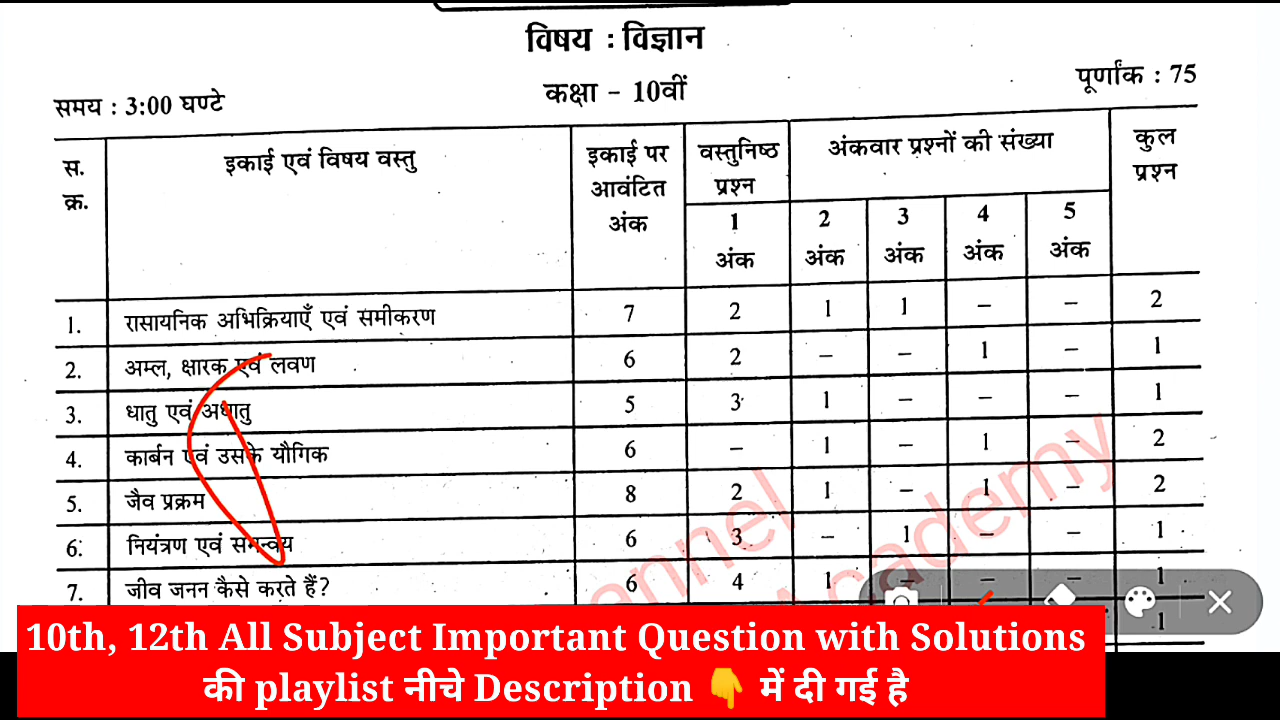 विषय : विज्ञान
कक्षा - 10वीं
समय : 3:00 घण्टे
पूर्णांक : 75
स. क्र. इकाई एवं विषय वस्तु इकाई पर आवंटित अंक वस्तुनिष्ठ प्रश्न अंकवार प्रश्नों की संख्या कुल प्रश्न
1 अंक 2 अंक 3 अंक 4 अंक 5 अंक
1. रासायनिक अभिक्रियाएँ एवं समीकरण 7 2 1 1 – – 2
2. अम्ल, क्षारक एवं लवण 6 2 – – 1 – 1
3. धातु एवं अधातु 5 3 1 – – – 1
4. कार्बन एवं उसके यौगिक 6 – 1 – 1 – 2
5. जैव प्रक्रम 8 2 1 – 1 – 2
6. नियंत्रण एवं समन्वय 6 3 – 1 – – 1
7. जीव जनन कैसे करते हैं? 6 4 1 – – – 1
1
Academy
10th, 12th All Subject Important Question with Solutions
की playlist नीचे Description 👇 में दी गई है